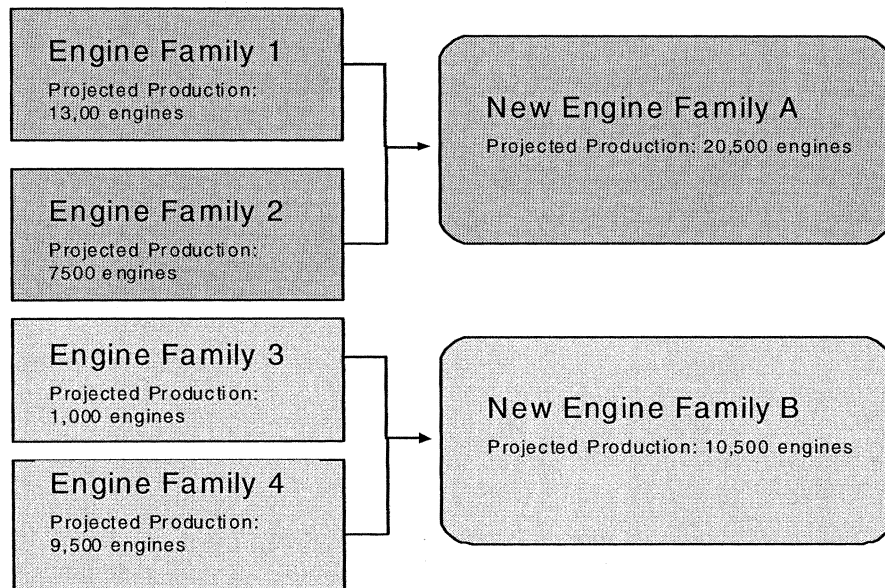 Engine Family 1
Projected Production:
13,00 engines
Engine Family 2
Projected Production:
7500 engines
New Engine Family A
Projected Production: 20,500 engines
Engine Family 3
Projected Production:
1,000 engines
Engine Family 4
Projected Production:
9,500 engines
New Engine Family B
Projected Production: 10,500 engines